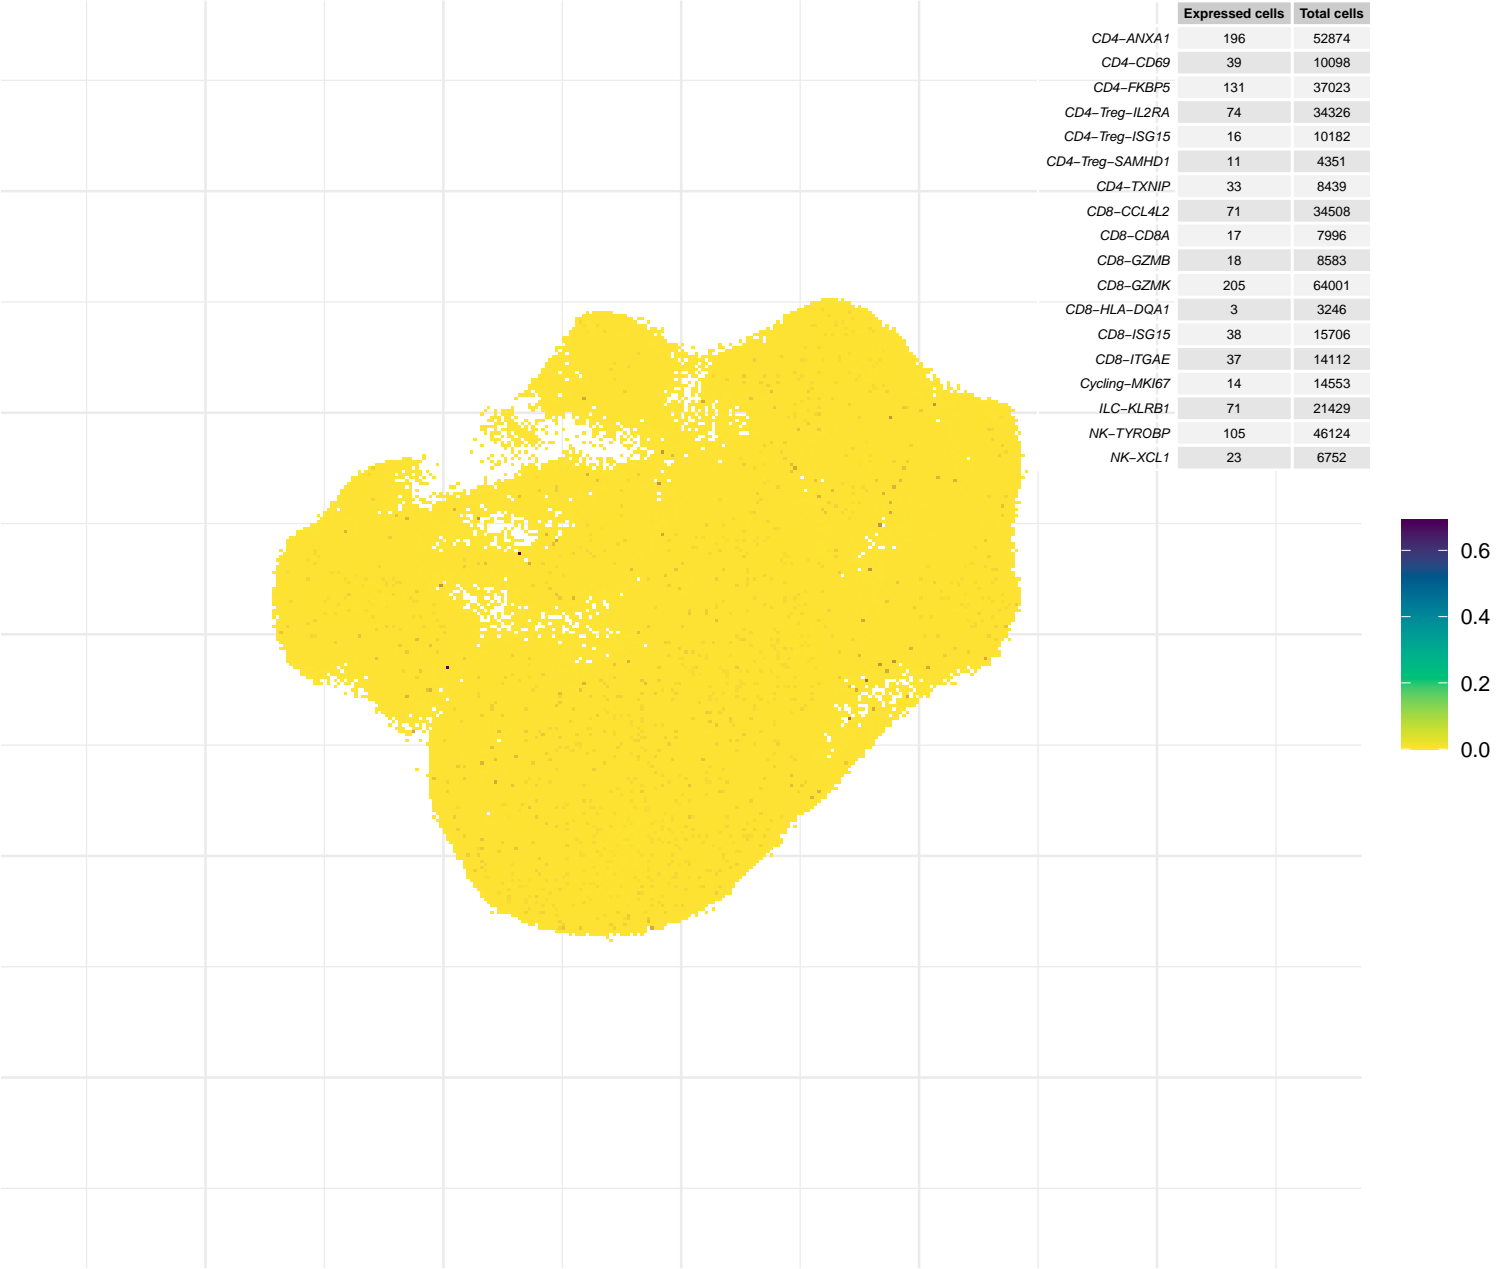 Expressed cells Total cells
CD4−ANXA1 196 52874
CD4−CD69 39 10098
CD4−FKBP5 131 37023
CD4−Treg−IL2RA 74 34326
CD4−Treg−ISG15 16 10182
CD4−Treg−SAMHD1 11 4351
CD4−TXNIP 33 8439
CD8−CCL4L2 71 34508
CD8−CD8A 17 7996
CD8−GZMB 18 8583
CD8−GZMK 205 64001
CD8−HLA−DQA1 3 3246
CD8−ISG15 38 15706
CD8−ITGAE 37 14112
Cycling−MKI67 14 14553
ILC−KLRB1 71 21429
NK−TYROBP 105 46124
NK−XCL1 23 6752
0.6
0.4
0.2
0.0